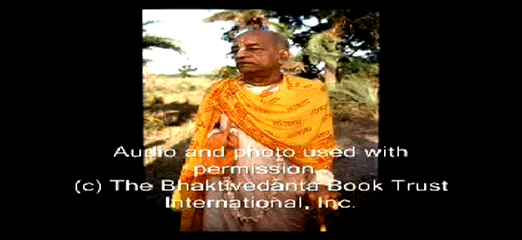 Audio and photo used with
permission.
(c) The Bhaktivedanta Book Trust
International, Inc.